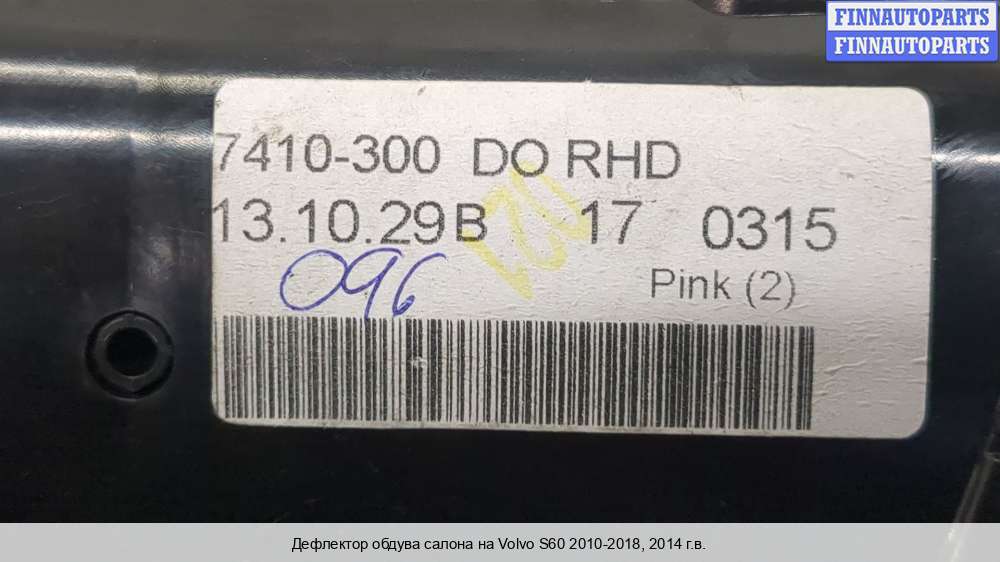 FINNAUTOPARTS
FINNAUTOPARTS
7410-300 DO RHD
13.10.29B 17 0315
096
021
Pink (2)
Дефлектор обдува салона на Volvo S60 2010-2018, 2014 г.в.